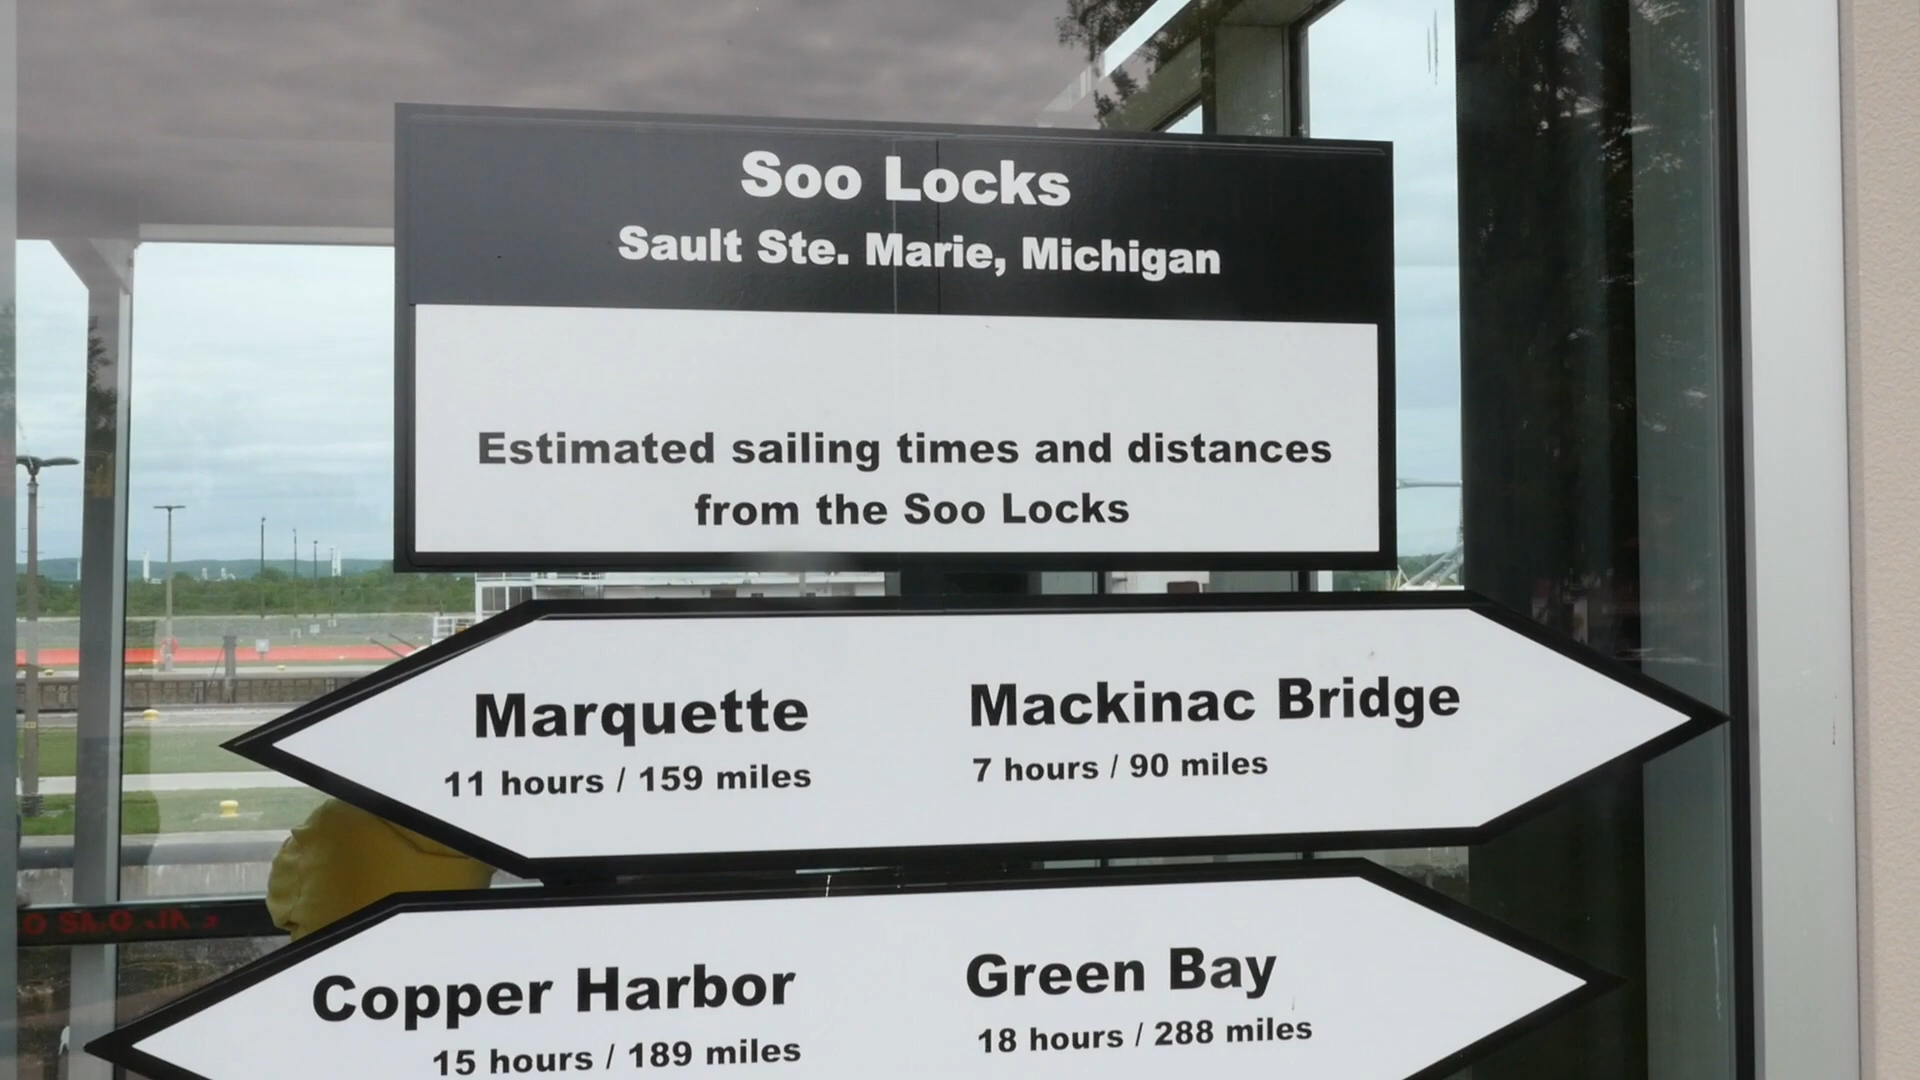 Soo Locks
Sault Ste. Marie, Michigan
Estimated sailing times and distances
from the Soo Locks
Marquette
11 hours / 159 miles
Mackinac Bridge
7 hours / 90 miles
Copper Harbor
15 hours / 189 miles
Green Bay
18 hours / 288 miles